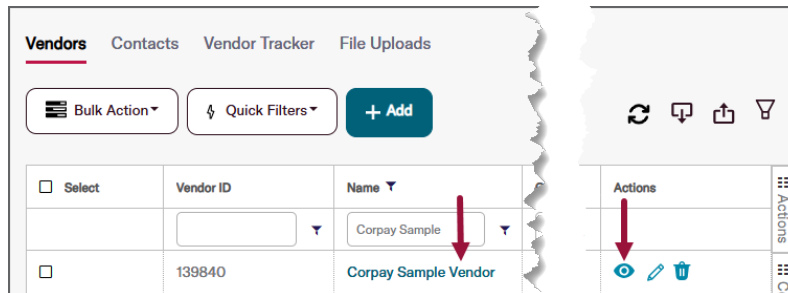 Vendors Contacts Vendor Tracker File Uploads
Bulk Action Quick Filters + Add
Select Vendor ID Name Actions
Corpay Sample
139840 Corpay Sample Vendor
Actions